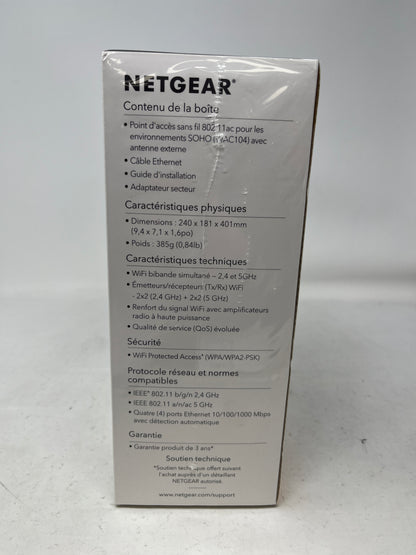 NETGEAR®
Contenu de la boîte
• Point d'accès sans fil 802.11ac pour les
environnements SOHO (WAC104) avec
antenne externe
• Câble Ethernet
• Guide d'installation
• Adaptateur secteur
Caractéristiques physiques
• Dimensions : 240 x 181 x 401mm
(9,4 x 7,1 x 1,6po)
• Poids : 385g (0,84lb)
Caractéristiques techniques
• WiFi bibande simultané – 2,4 et 5GHz
• Émetteurs/récepteurs (Tx/Rx) WiFi
- 2x2 (2,4 GHz) + 2x2 (5 GHz)
• Renfort du signal WiFi avec amplificateurs
radio à haute puissance
• Qualité de service (QoS) évoluée
Sécurité
• WiFi Protected Access® (WPA/WPA2-PSK)
Protocole réseau et normes
compatibles
• IEEE® 802.11 b/g/n 2,4 GHz
• IEEE 802.11 a/n/ac 5 GHz
• Quatre (4) ports Ethernet 10/100/1000 Mbps
avec détection automatique
Garantie
• Garantie produit de 3 ans*
Soutien technique
*Soutien technique offert suivant
l'achat auprès d'un détaillant
NETGEAR autorisé.
www.netgear.com/support